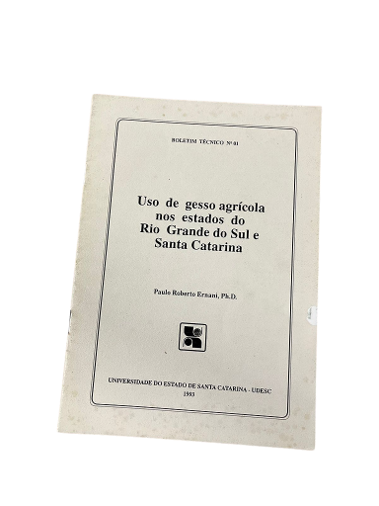 BOLETIM TÉCNICO Nº 01
Uso de gesso agrícola
nos estados do
Rio Grande do Sul e
Santa Catarina
Paulo Roberto Ernani, Ph.D.
UNIVERSIDADE DO ESTADO DE SANTA CATARINA - UDESC
1993